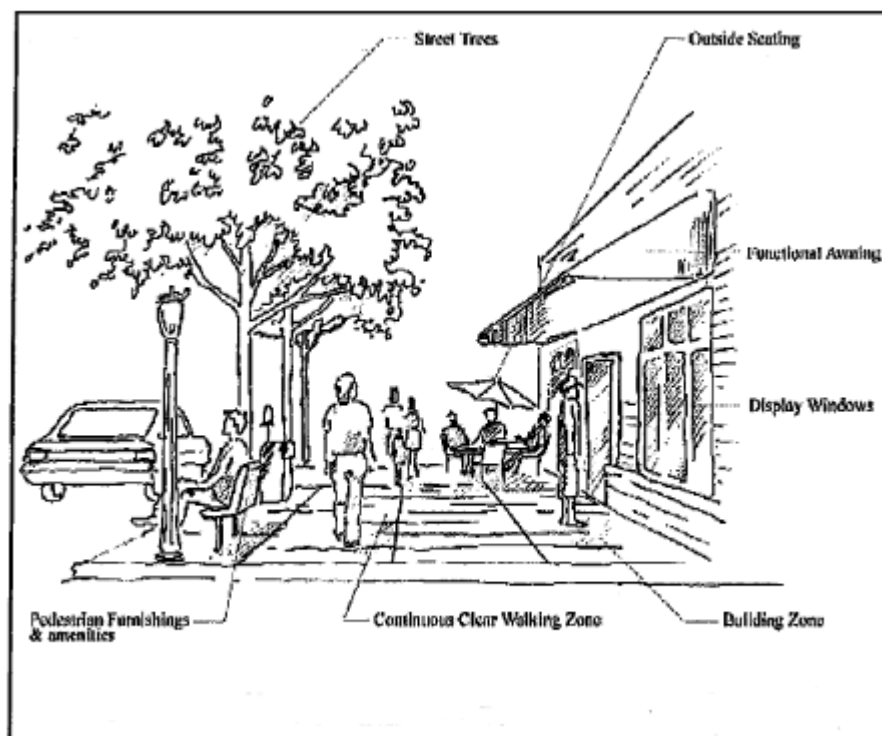 Street Trees
Outside Seating
Functional Awning
Display Windows
Pedestrian Furnishings
& amenities
Continuous Clear Walking Zone
Building Zone